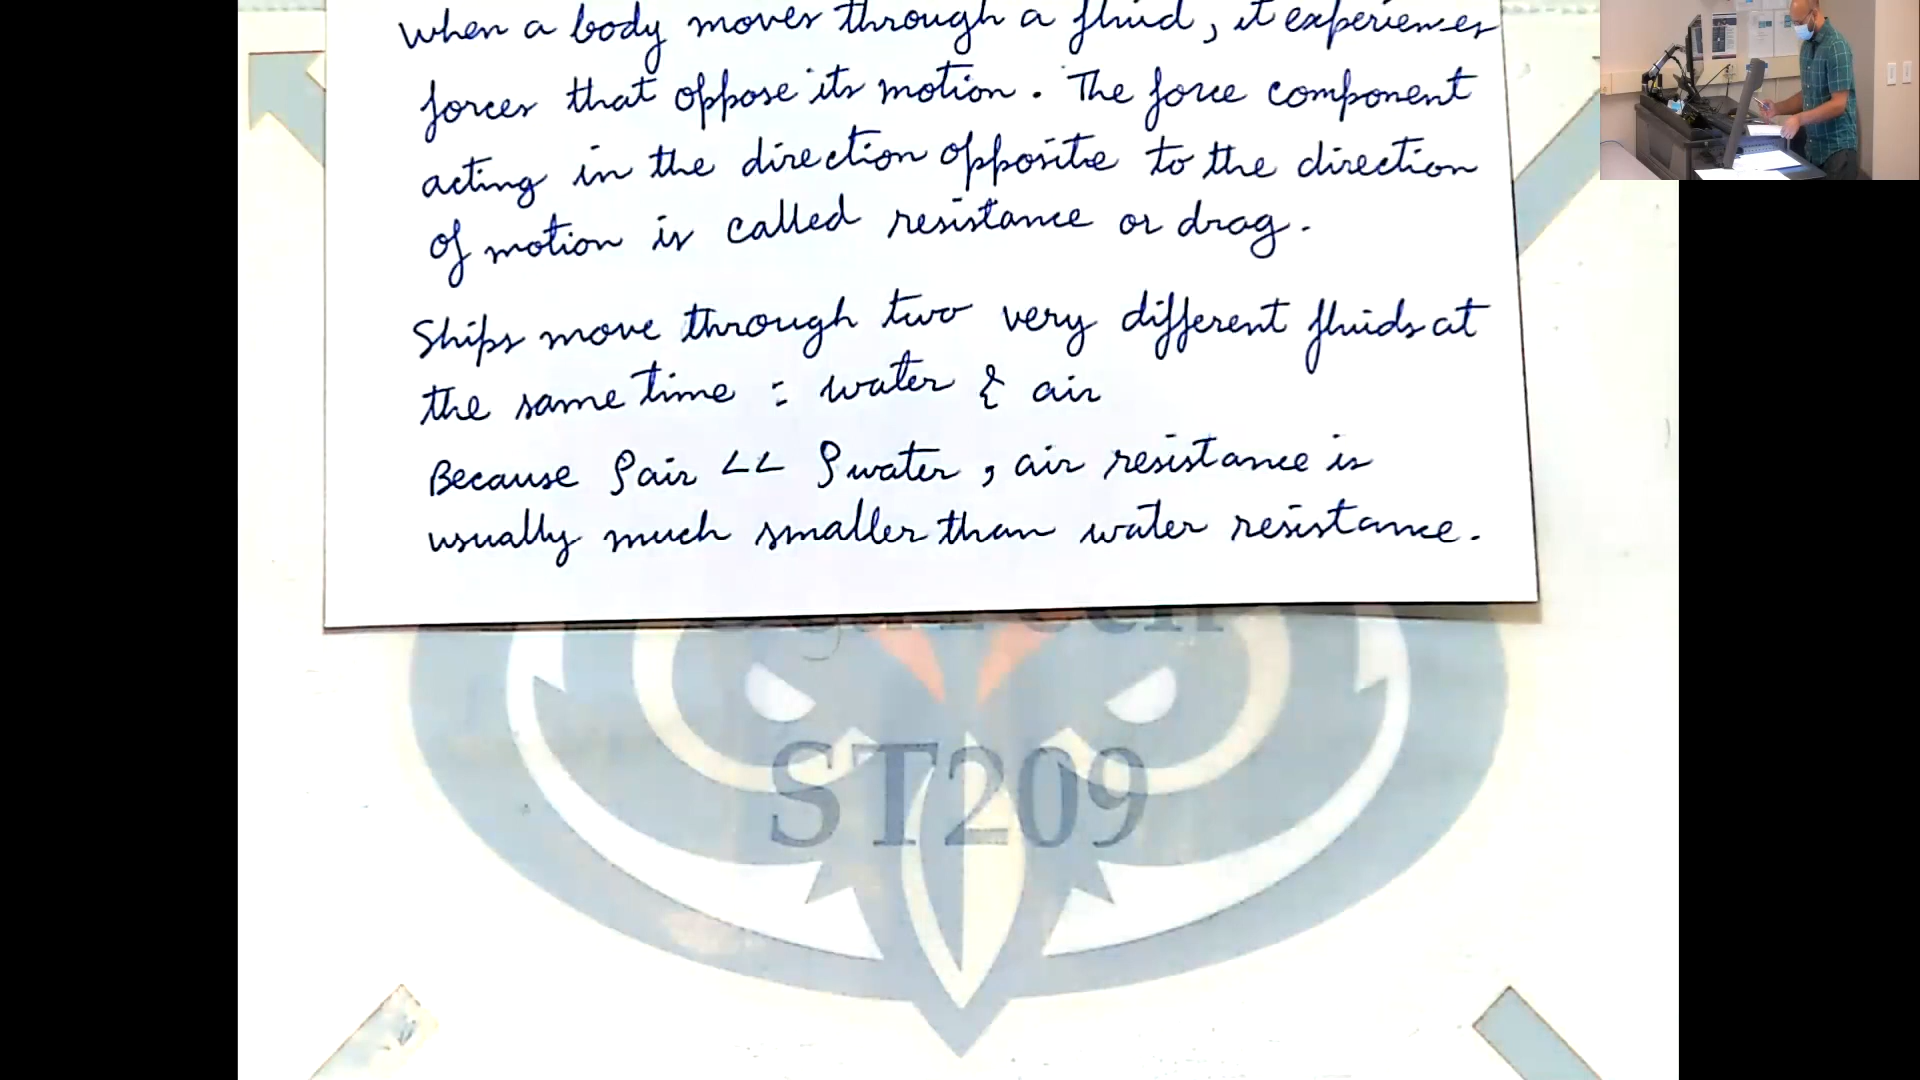 When a body moves through a fluid, it experiences
forces that oppose its motion. The force component
acting in the direction opposite to the direction
of motion is called resistance or drag.
Ships move through two very different fluids at
the same time : water & air
Because ρair << ρwater, air resistance is
usually much smaller than water resistance.
ST209